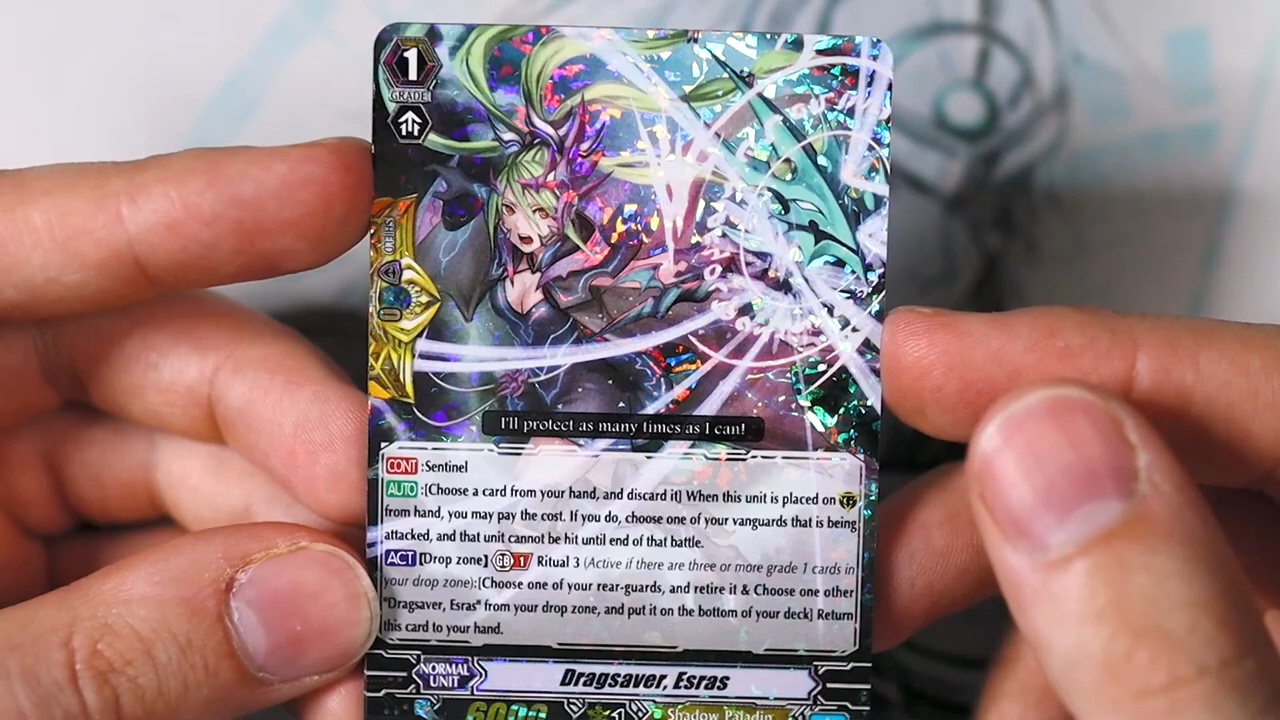 1
GRADE
SHIELD
0
I'll protect as many times as I can!
CONT :Sentinel
AUTO :[Choose a card from your hand, and discard it] When this unit is placed on
from hand, you may pay the cost. If you do, choose one of your vanguards that is being
attacked, and that unit cannot be hit until end of that battle.
ACT [Drop zone] GB 1 Ritual 3 (Active if there are three or more grade 1 cards in
your drop zone):[Choose one of your rear-guards, and retire it & Choose one other
"Dragsaver, Esras" from your drop zone, and put it on the bottom of your deck] Return
this card to your hand.
NORMAL
UNIT
Dragsaver, Esras
6000
1
Shadow Paladin